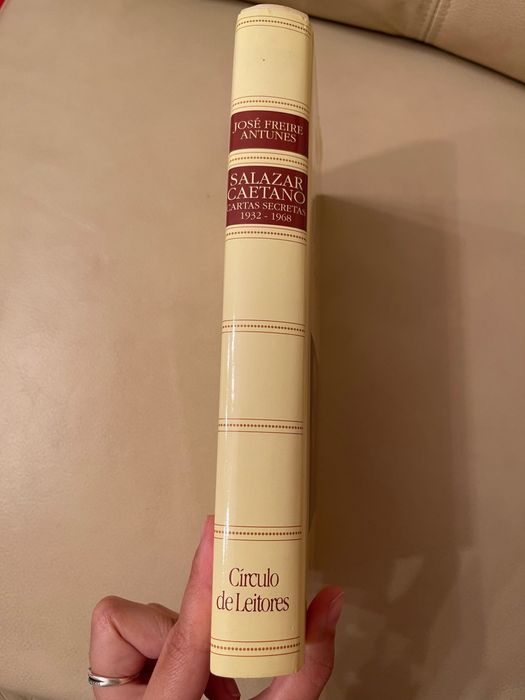 JOSÉ FREIRE
ANTUNES
SALAZAR
CAETANO
CARTAS SECRETAS
1932 - 1968
Círculo
de Leitores